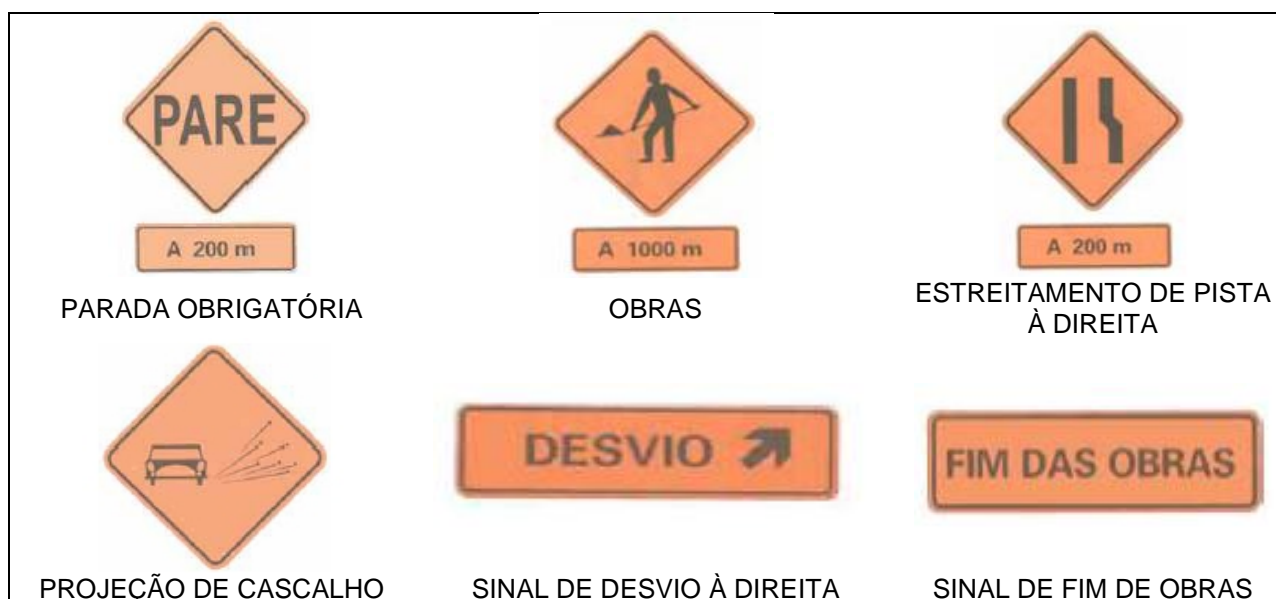 PARE
A 200 m
PARADA OBRIGATÓRIA
A 1000 m
OBRAS
A 200 m
ESTREITAMENTO DE PISTA
À DIREITA
PROJEÇÃO DE CASCALHO
DESVIO
SINAL DE DESVIO À DIREITA
FIM DAS OBRAS
SINAL DE FIM DE OBRAS